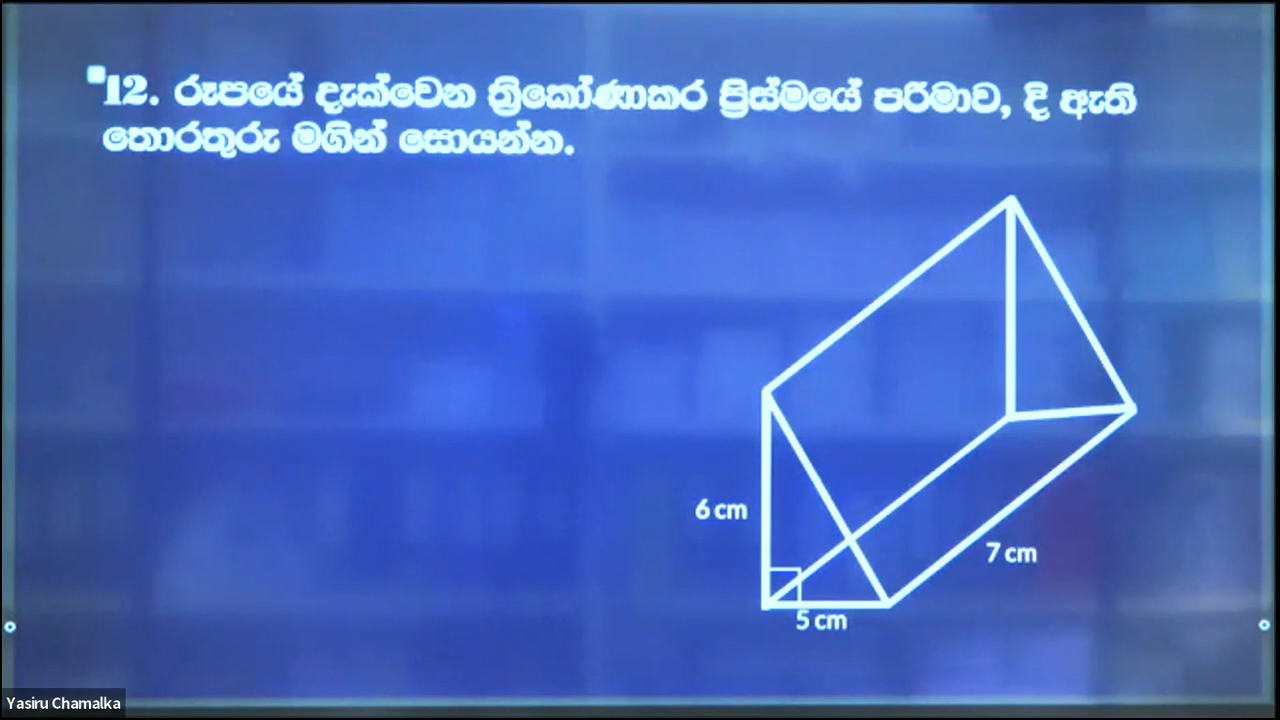 12. රූපයේ දැක්වෙන ත්‍රිකෝණාකර ප්‍රිස්මයේ පරිමාව, දි ඇති
තොරතුරු මගින් සොයන්න.
6 cm
7 cm
5 cm
Yasiru Chamalka